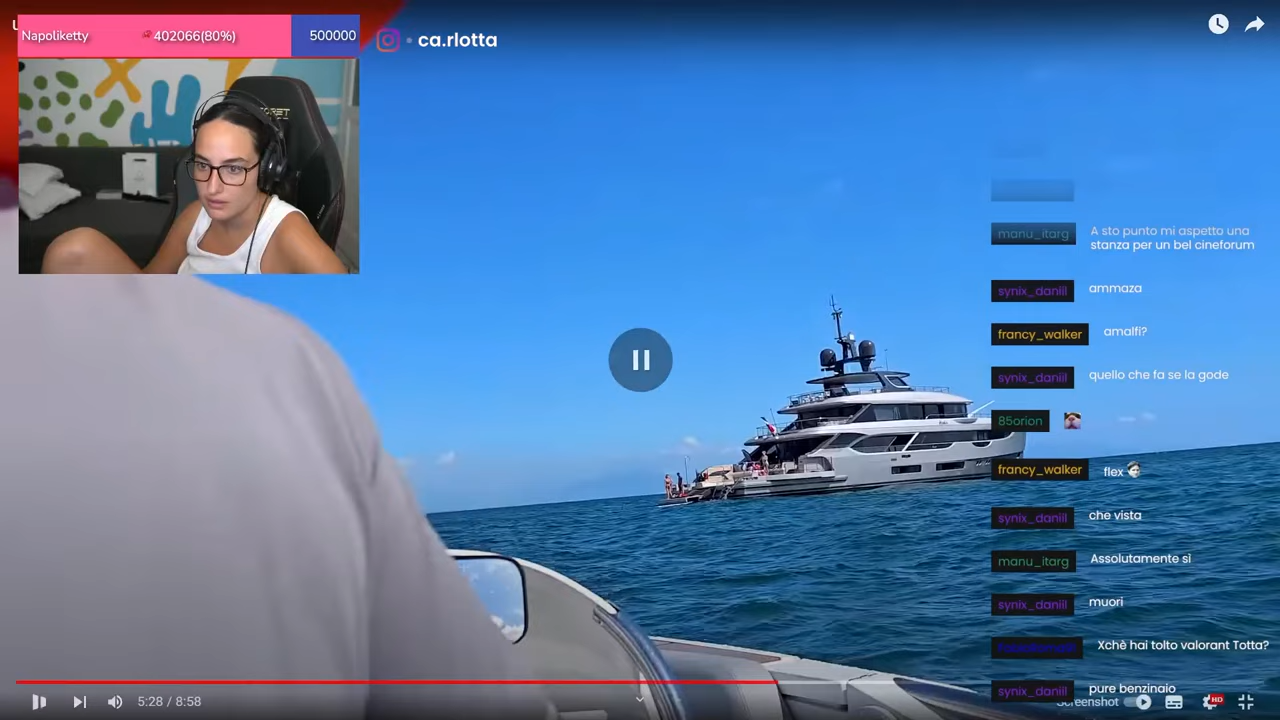 Napoliketty
402066(80%)
500000
ca.rlotta
manu_itarg
A sto punto mi aspetto una
stanza per un bel cineforum
synix_daniil
ammaza
francy_walker
amalfi?
synix_daniil
quello che fa se la gode
85orion
francy_walker
flex
synix_daniil
che vista
manu_itarg
Assolutamente sì
synix_daniil
muori
Xchè hai tolto valorant Totta?
synix_daniil
pure benzinaio
5:28 / 8:58
Screenshot
HD